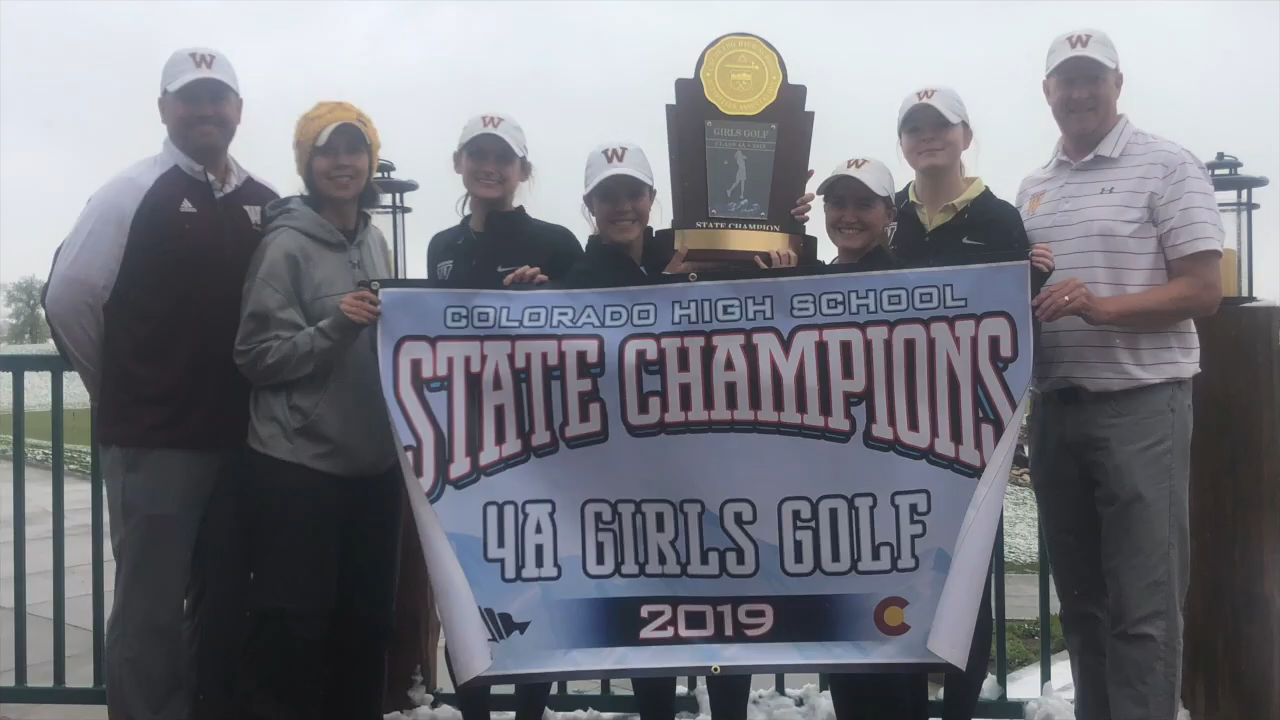 W
W
W
W
W
W
GIRLS GOLF
STATE CHAMPION
COLORADO HIGH SCHOOL
STATE CHAMPIONS
4A GIRLS GOLF
2019
C